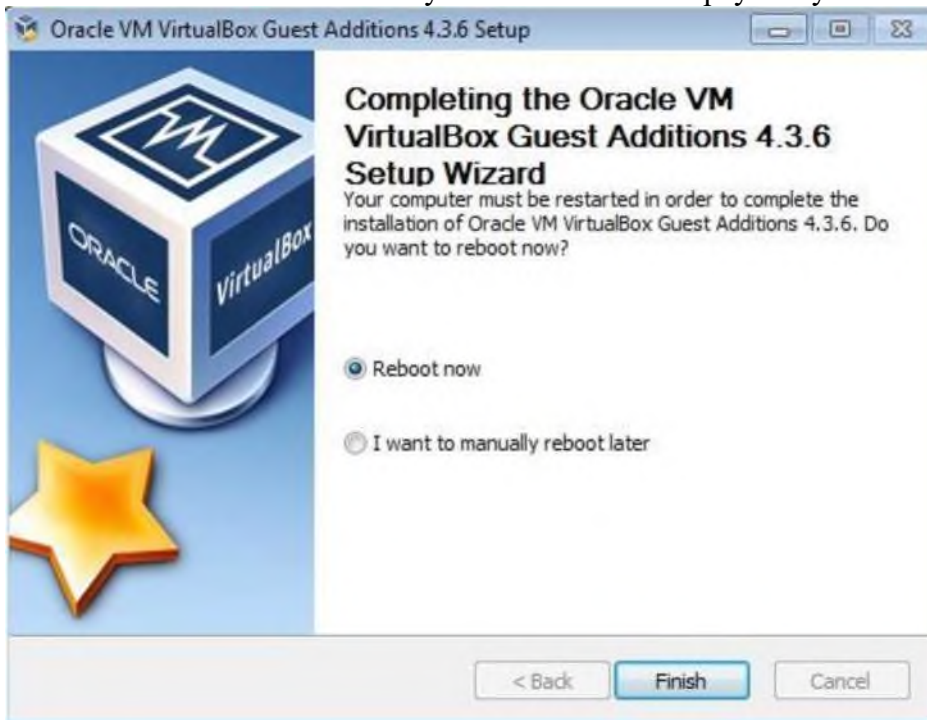 Oracle VM VirtualBox Guest Additions 4.3.6 Setup
Completing the Oracle VM
VirtualBox Guest Additions 4.3.6
Setup Wizard
Your computer must be restarted in order to complete the
installation of Oracle VM VirtualBox Guest Additions 4.3.6. Do
you want to reboot now?
ORACLE
VirtualBox
Reboot now
I want to manually reboot later
< Back
Finish
Cancel